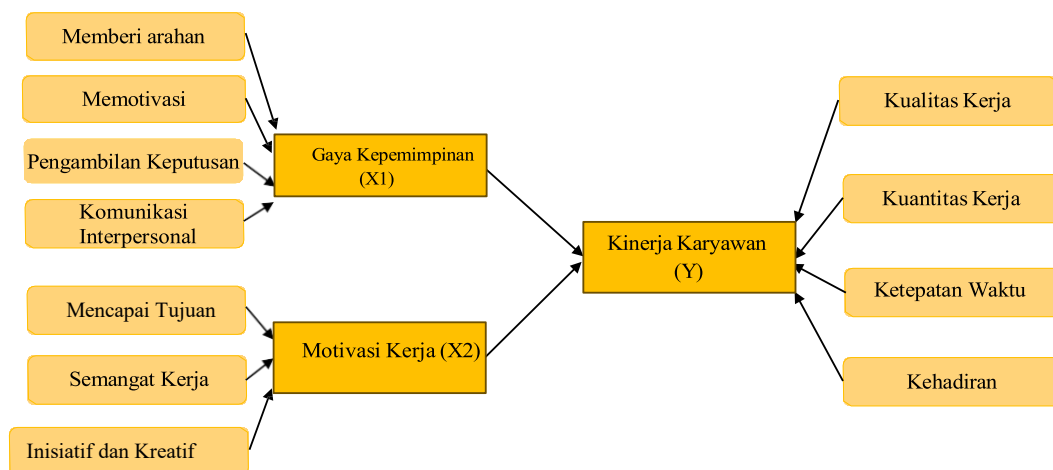 Memberi arahan
Memotivasi
Pengambilan Keputusan
Komunikasi
Interpersonal
Gaya Kepemimpinan
(X1)
Mencapai Tujuan
Semangat Kerja
Inisiatif dan Kreatif
Motivasi Kerja (X2)
Kinerja Karyawan
(Y)
Kualitas Kerja
Kuantitas Kerja
Ketepatan Waktu
Kehadiran